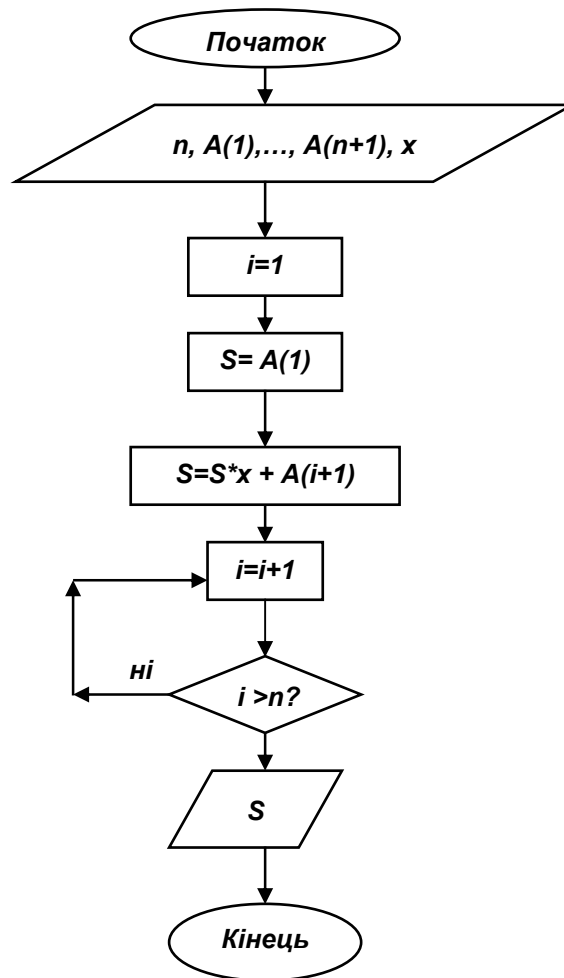 Початок
n, A(1),…, A(n+1), x
i=1
S= A(1)
S=S*x + A(i+1)
i=i+1
ні
i >n?
S
Кінець